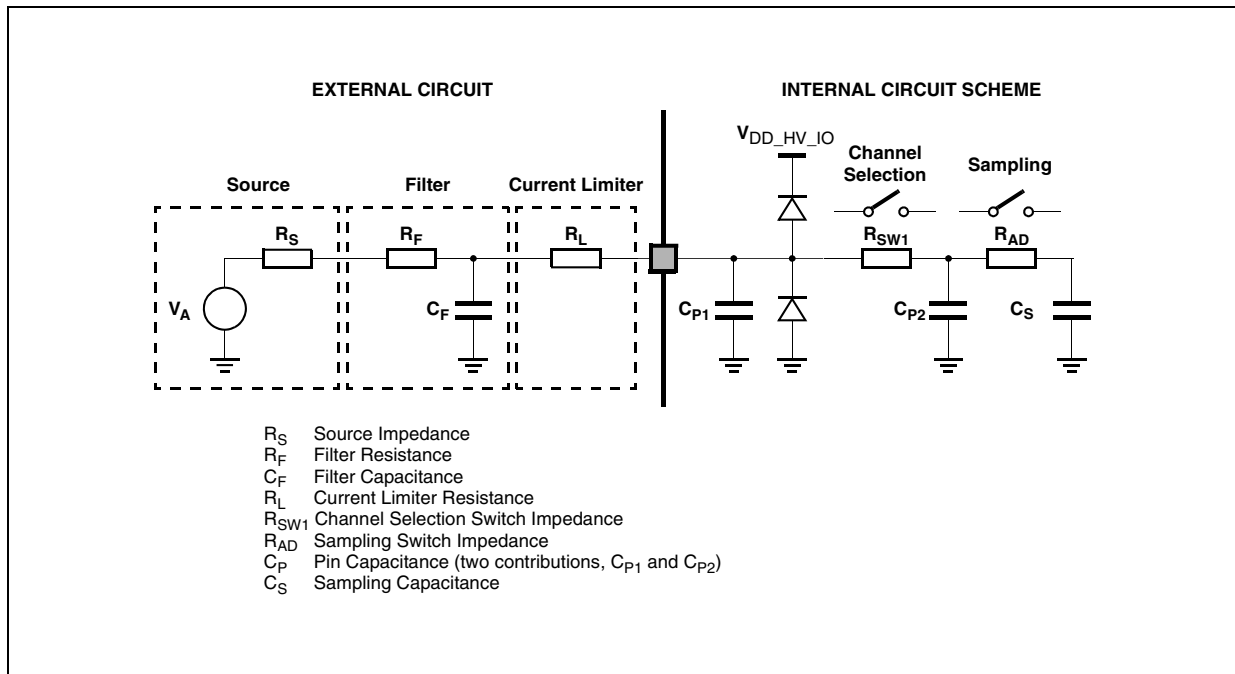 EXTERNAL CIRCUIT
INTERNAL CIRCUIT SCHEME
VDD_HV_IO
Channel
Selection
Sampling
Source
Filter
Current Limiter
RS
RF
RL
RSW1
RAD
VA
CF
CP1
CP2
CS
RS Source Impedance
RF Filter Resistance
CF Filter Capacitance
RL Current Limiter Resistance
RSW1 Channel Selection Switch Impedance
RAD Sampling Switch Impedance
CP Pin Capacitance (two contributions, CP1 and CP2)
CS Sampling Capacitance